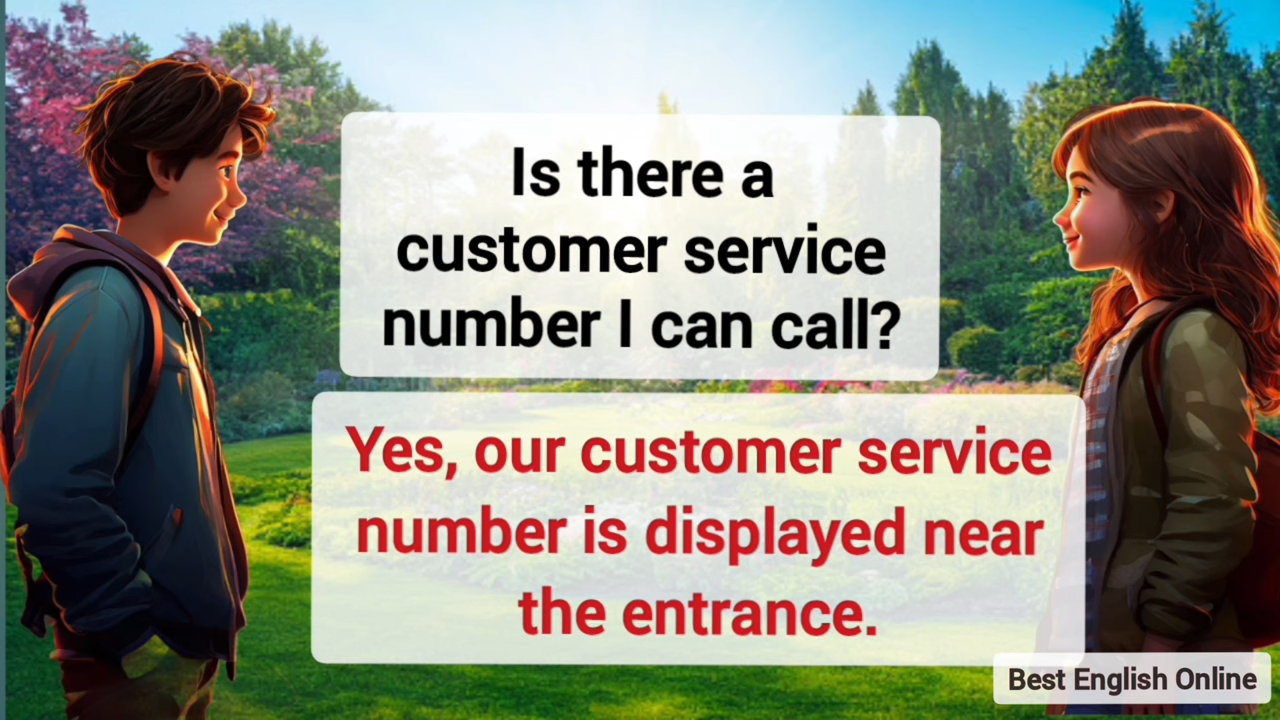 Is there a
customer service
number I can call?
Yes, our customer service
number is displayed near
the entrance.
Best English Online